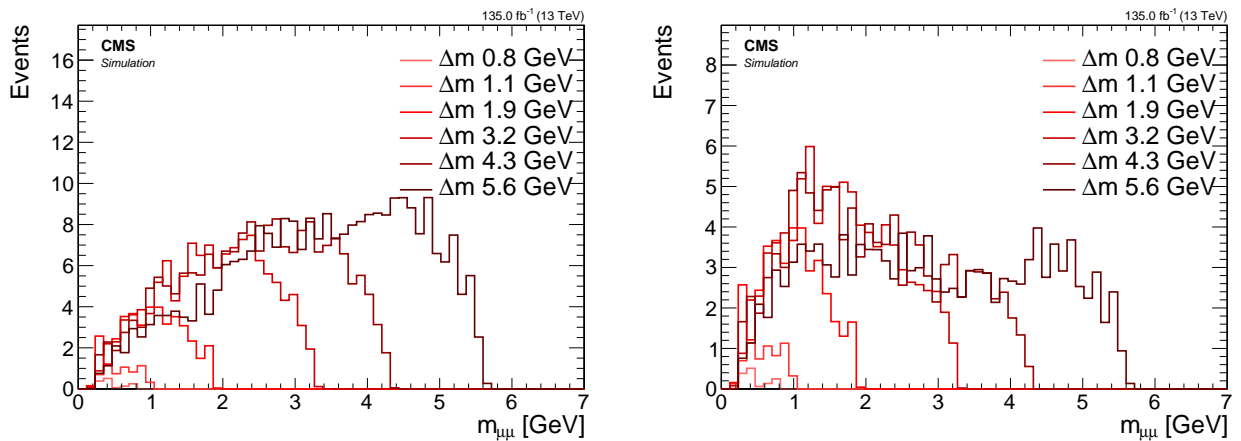 135.0 fb⁻¹ (13 TeV)
Events
16
14
12
10
8
6
4
2
0
CMS
Simulation
Δm 0.8 GeV
Δm 1.1 GeV
Δm 1.9 GeV
Δm 3.2 GeV
Δm 4.3 GeV
Δm 5.6 GeV
0 1 2 3 4 5 6 7
m_μμ [GeV]
135.0 fb⁻¹ (13 TeV)
Events
8
7
6
5
4
3
2
1
0
CMS
Simulation
Δm 0.8 GeV
Δm 1.1 GeV
Δm 1.9 GeV
Δm 3.2 GeV
Δm 4.3 GeV
Δm 5.6 GeV
0 1 2 3 4 5 6 7
m_μμ [GeV]